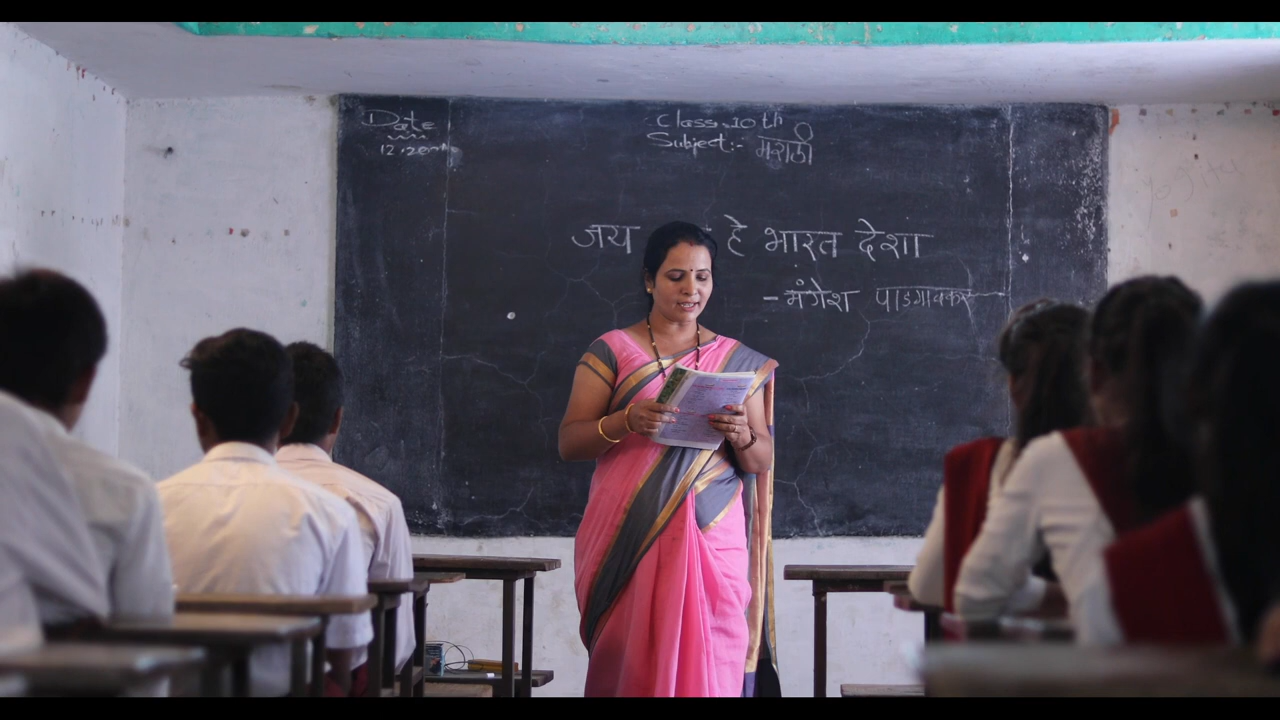 Date
Class 10th
Subject:- मराठी
जय हे भारत देशा
- मंगेश पाडगावकर